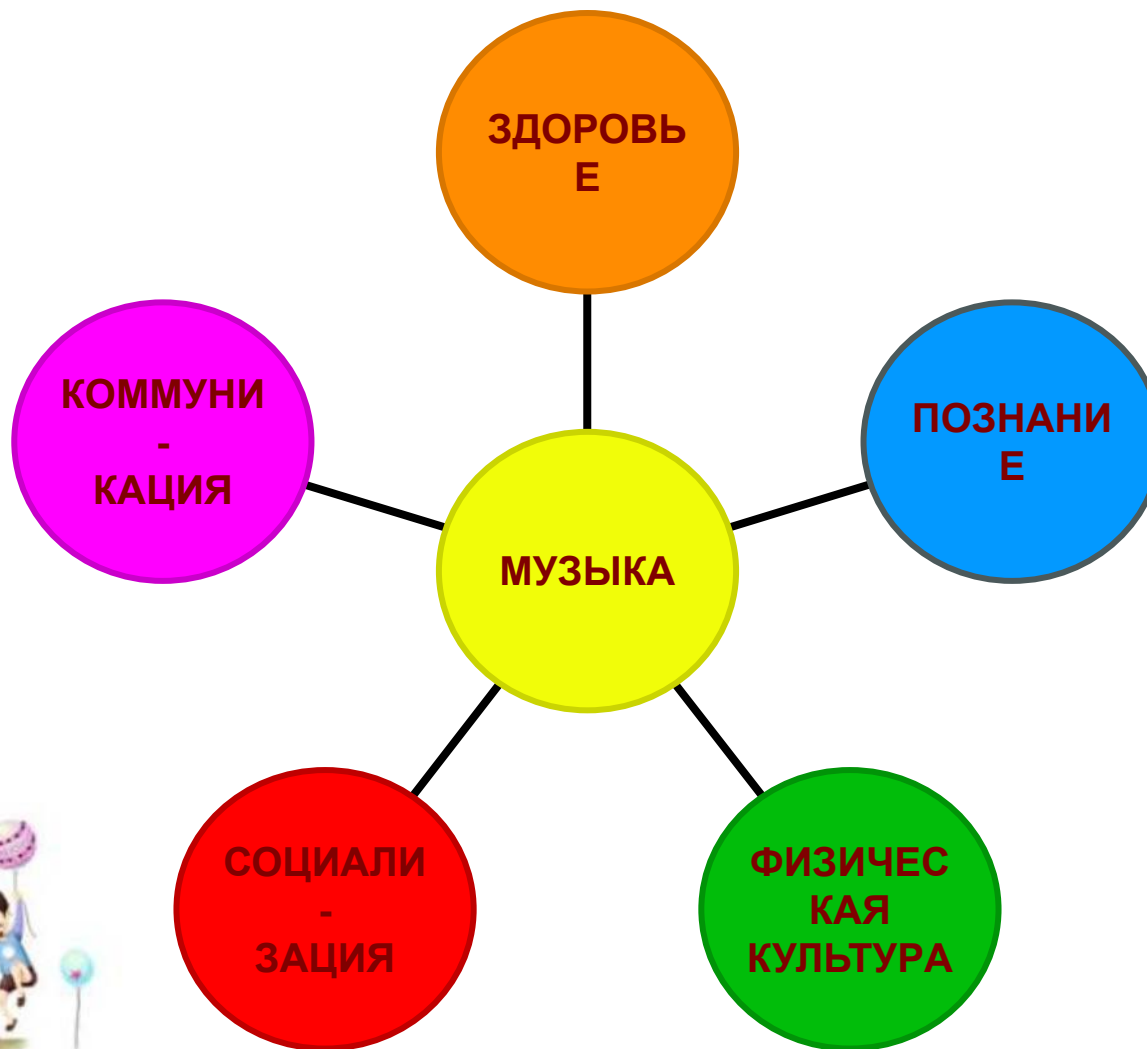 ЗДОРОВЬ
Е
КОММУНИ
-
КАЦИЯ
ПОЗНАНИ
Е
МУЗЫКА
СОЦИАЛИ
-
ЗАЦИЯ
ФИЗИЧЕС
КАЯ
КУЛЬТУРА